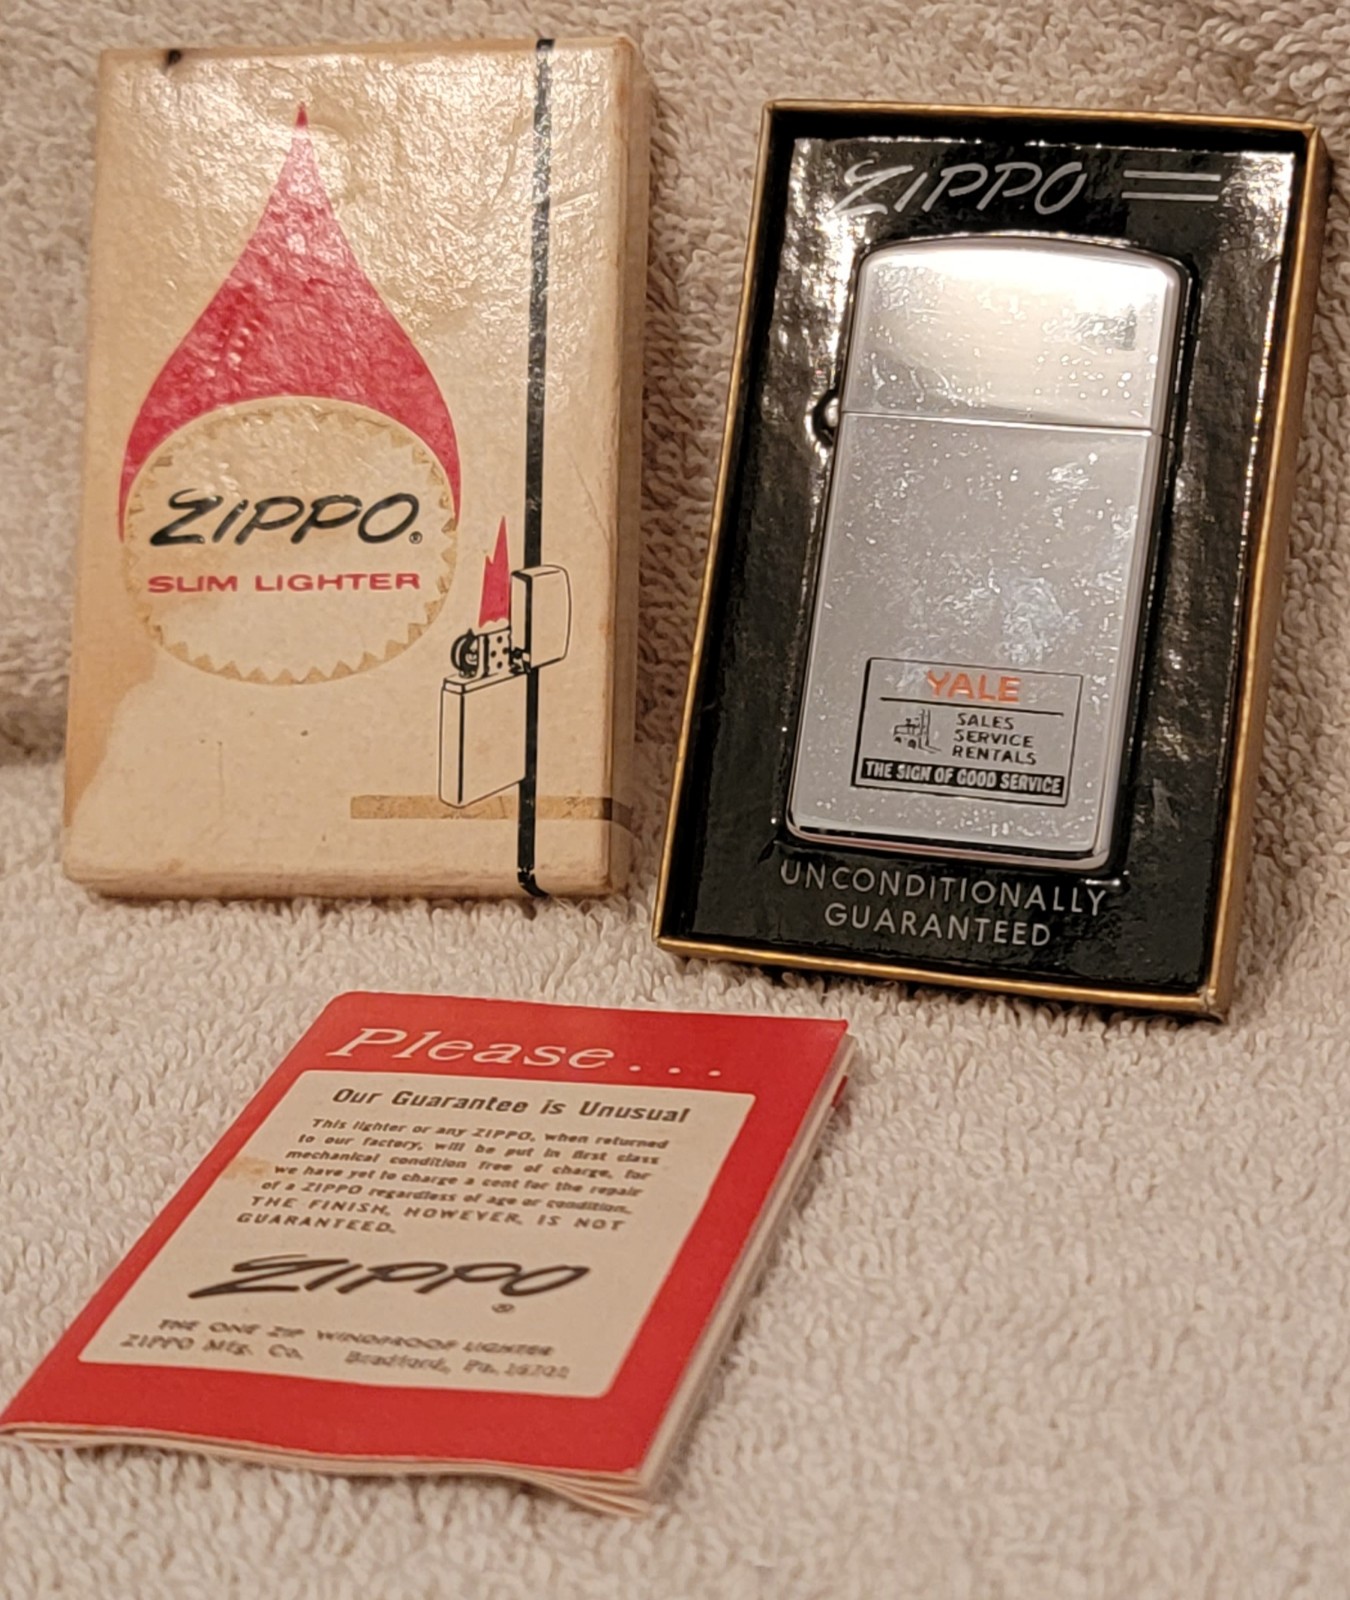 ZIPPO®
SLIM LIGHTER
ZIPPO
YALE
SALES
SERVICE
RENTALS
THE SIGN OF GOOD SERVICE
UNCONDITIONALLY
GUARANTEED
Please...
Our Guarantee is Unusual
This lighter or any ZIPPO, when returned
to our factory, will be put in first class
mechanical condition free of charge, for
we have yet to charge a cent for the repair
of a ZIPPO regardless of age or condition.
THE FINISH, HOWEVER, IS NOT
GUARANTEED.
ZIPPO
®
THE ONE ZIP WINDPROOF LIGHTER
ZIPPO Mfg. Co. Bradford, Pa. 16701